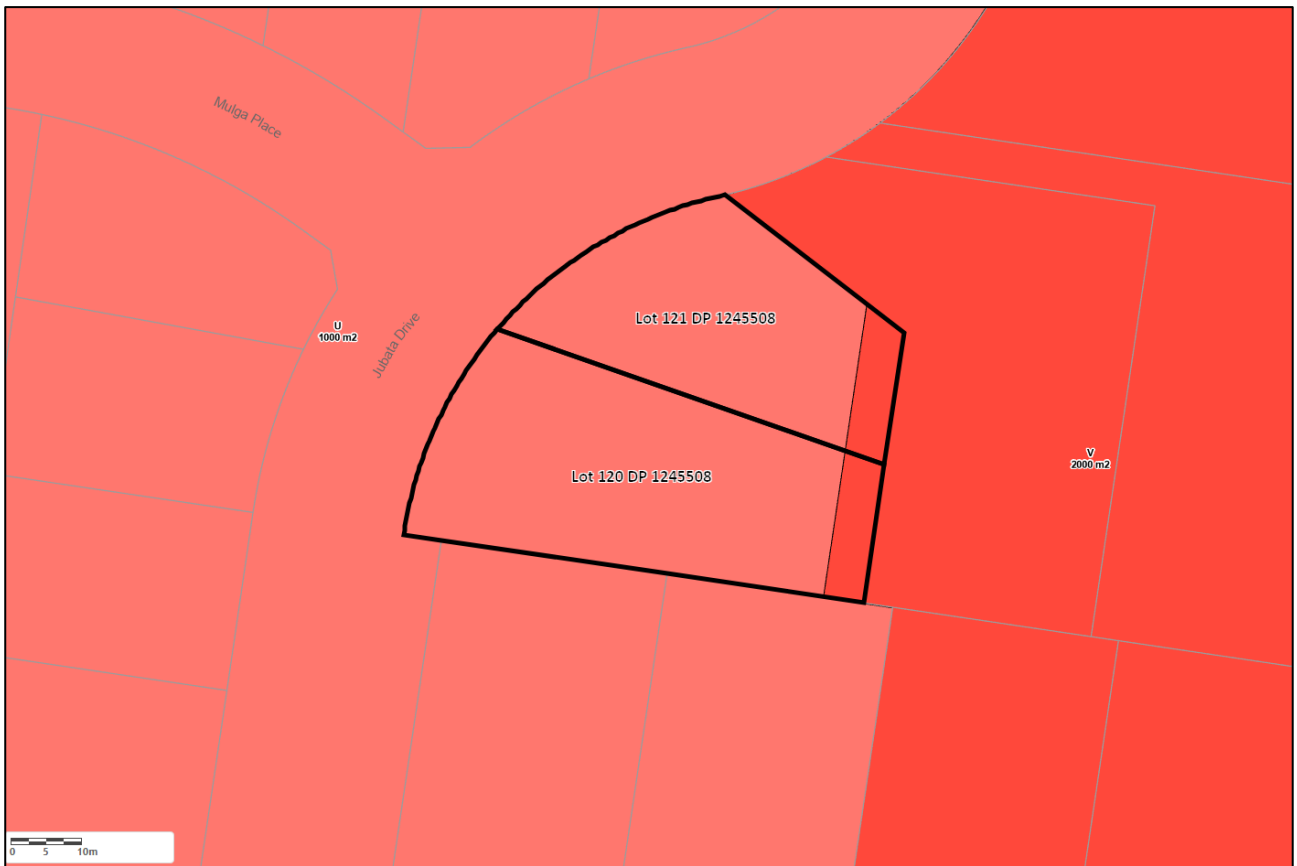 Mulga Place
Lot 121 DP 1245508
U
1000 m2
Jubata Drive
V
2000 m2
Lot 120 DP 1245508
0 5 10m